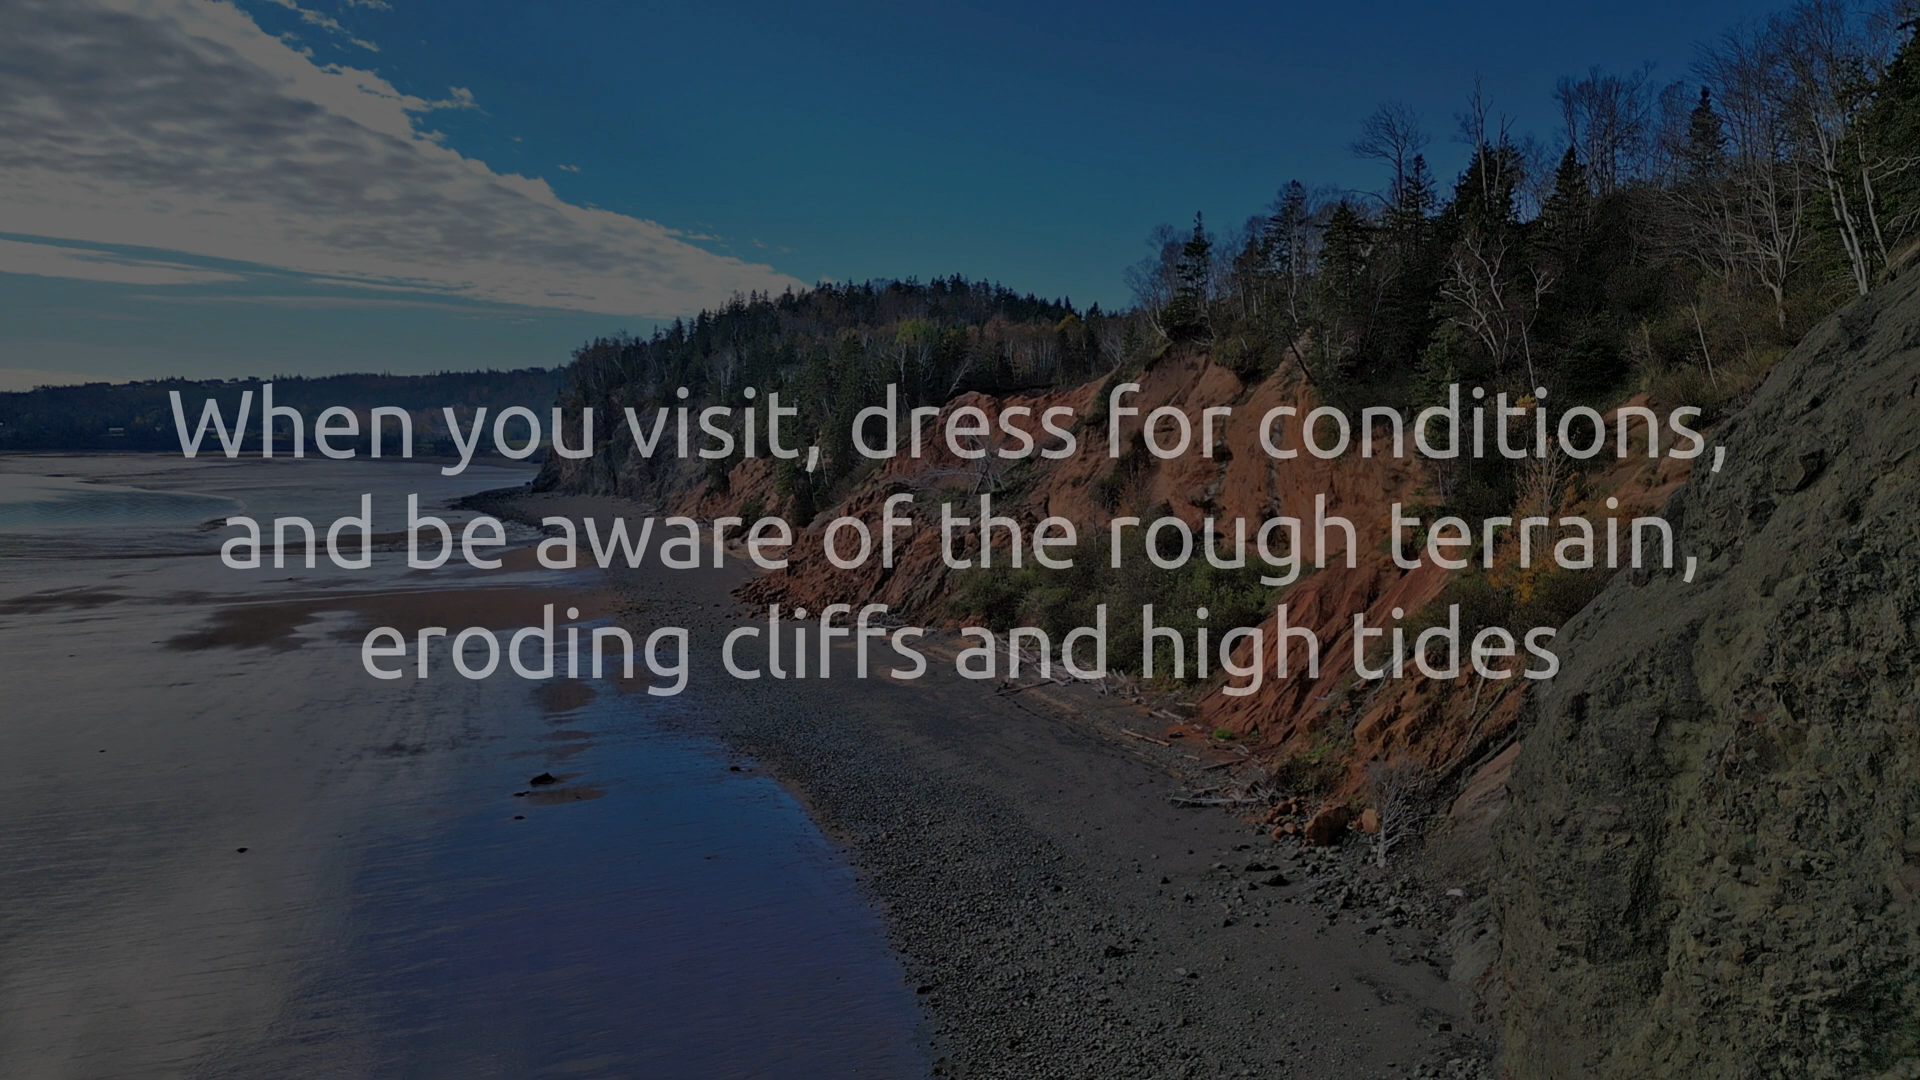 When you visit, dress for conditions,
and be aware of the rough terrain,
eroding cliffs and high tides